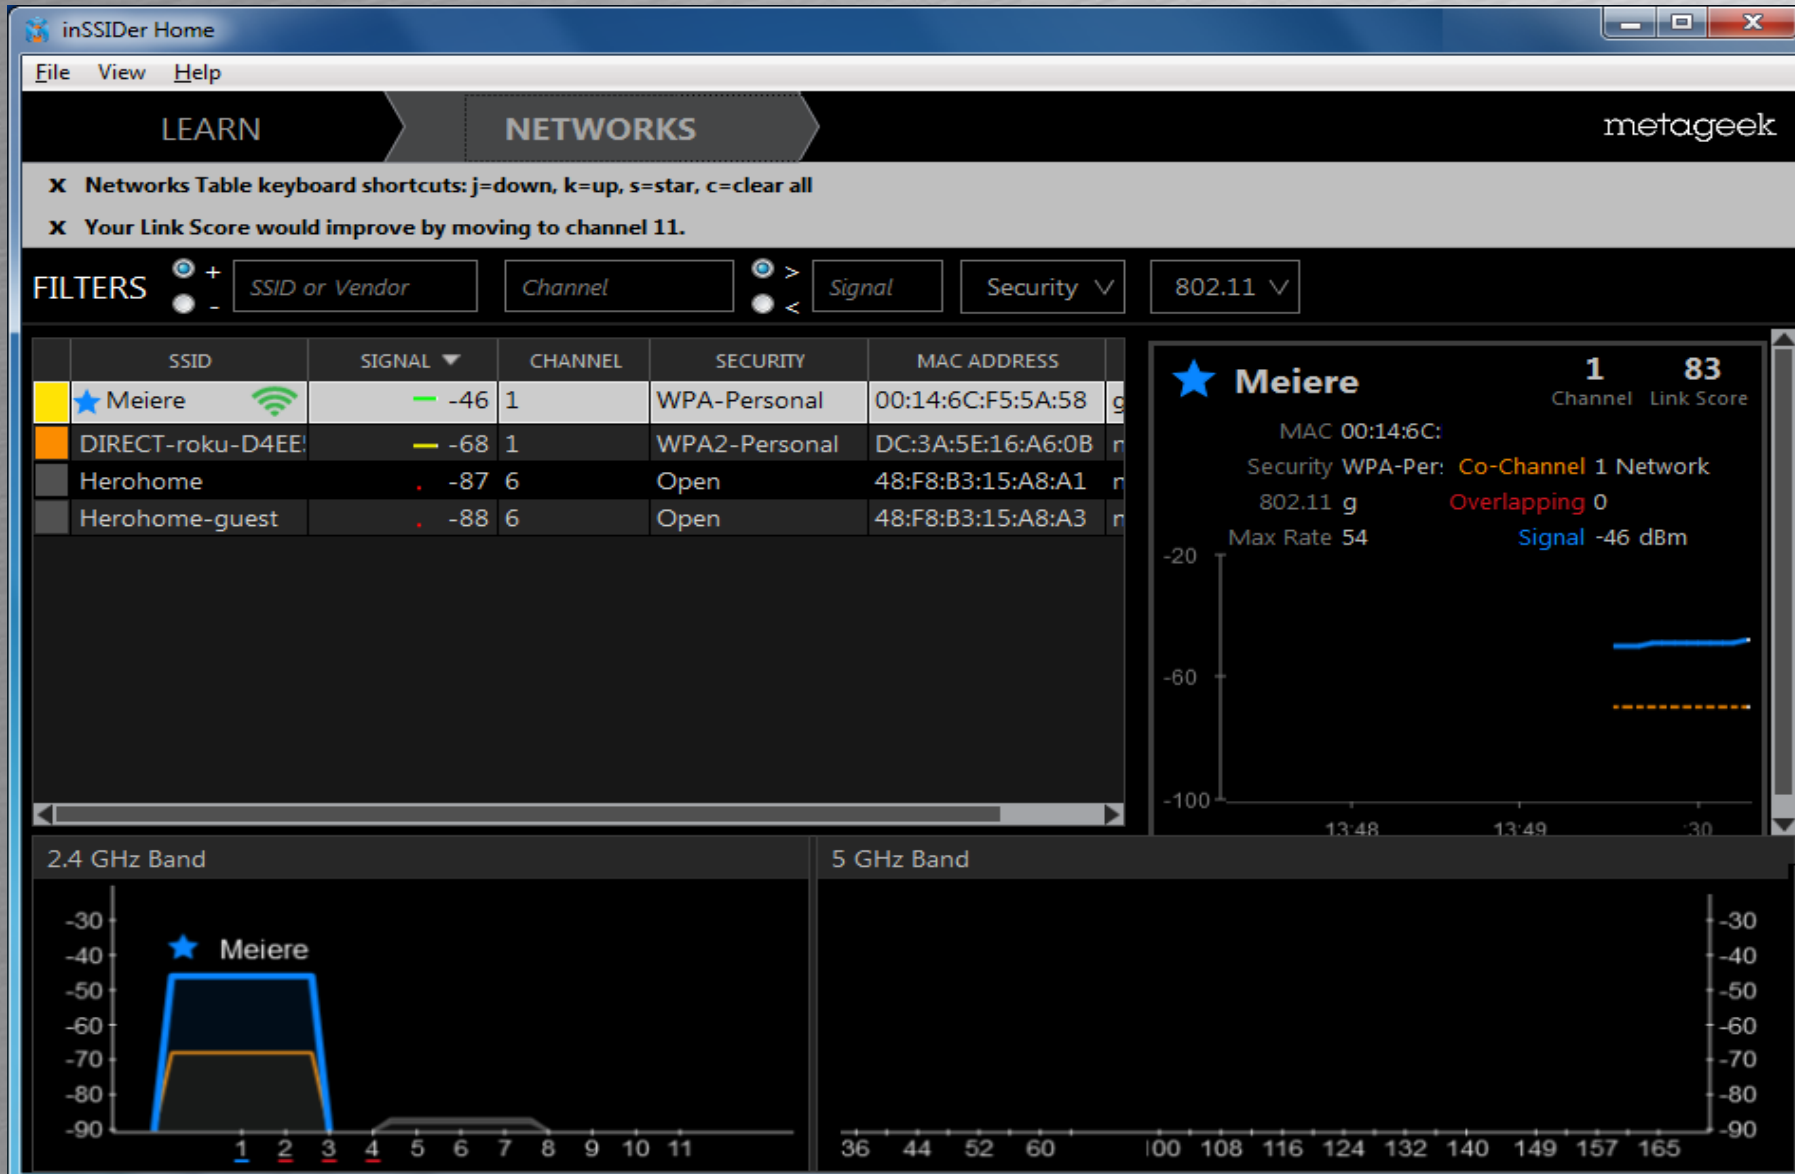 inSSIDer Home
File View Help
LEARN NETWORKS metageek
x Networks Table keyboard shortcuts: j=down, k=up, s=star, c=clear all
x Your Link Score would improve by moving to channel 11.
FILTERS + - SSID or Vendor Channel > < Signal Security 802.11
SSID SIGNAL CHANNEL SECURITY MAC ADDRESS
Meiere -46 1 WPA-Personal 00:14:6C:F5:5A:58 g
DIRECT-roku-D4EE -68 1 WPA2-Personal DC:3A:5E:16:A6:0B n
Herohome -87 6 Open 48:F8:B3:15:A8:A1 n
Herohome-guest -88 6 Open 48:F8:B3:15:A8:A3 n
Meiere 1 83
Channel Link Score
MAC 00:14:6C:
Security WPA-Per: Co-Channel 1 Network
802.11 g Overlapping 0
Max Rate 54 Signal -46 dBm
-20
-60
-100
13:48 13:49 :30
2.4 GHz Band
-30
-40
-50
-60
-70
-80
-90
Meiere
1 2 3 4 5 6 7 8 9 10 11
5 GHz Band
-30
-40
-50
-60
-70
-80
-90
36 44 52 60 100 108 116 124 132 140 149 157 165